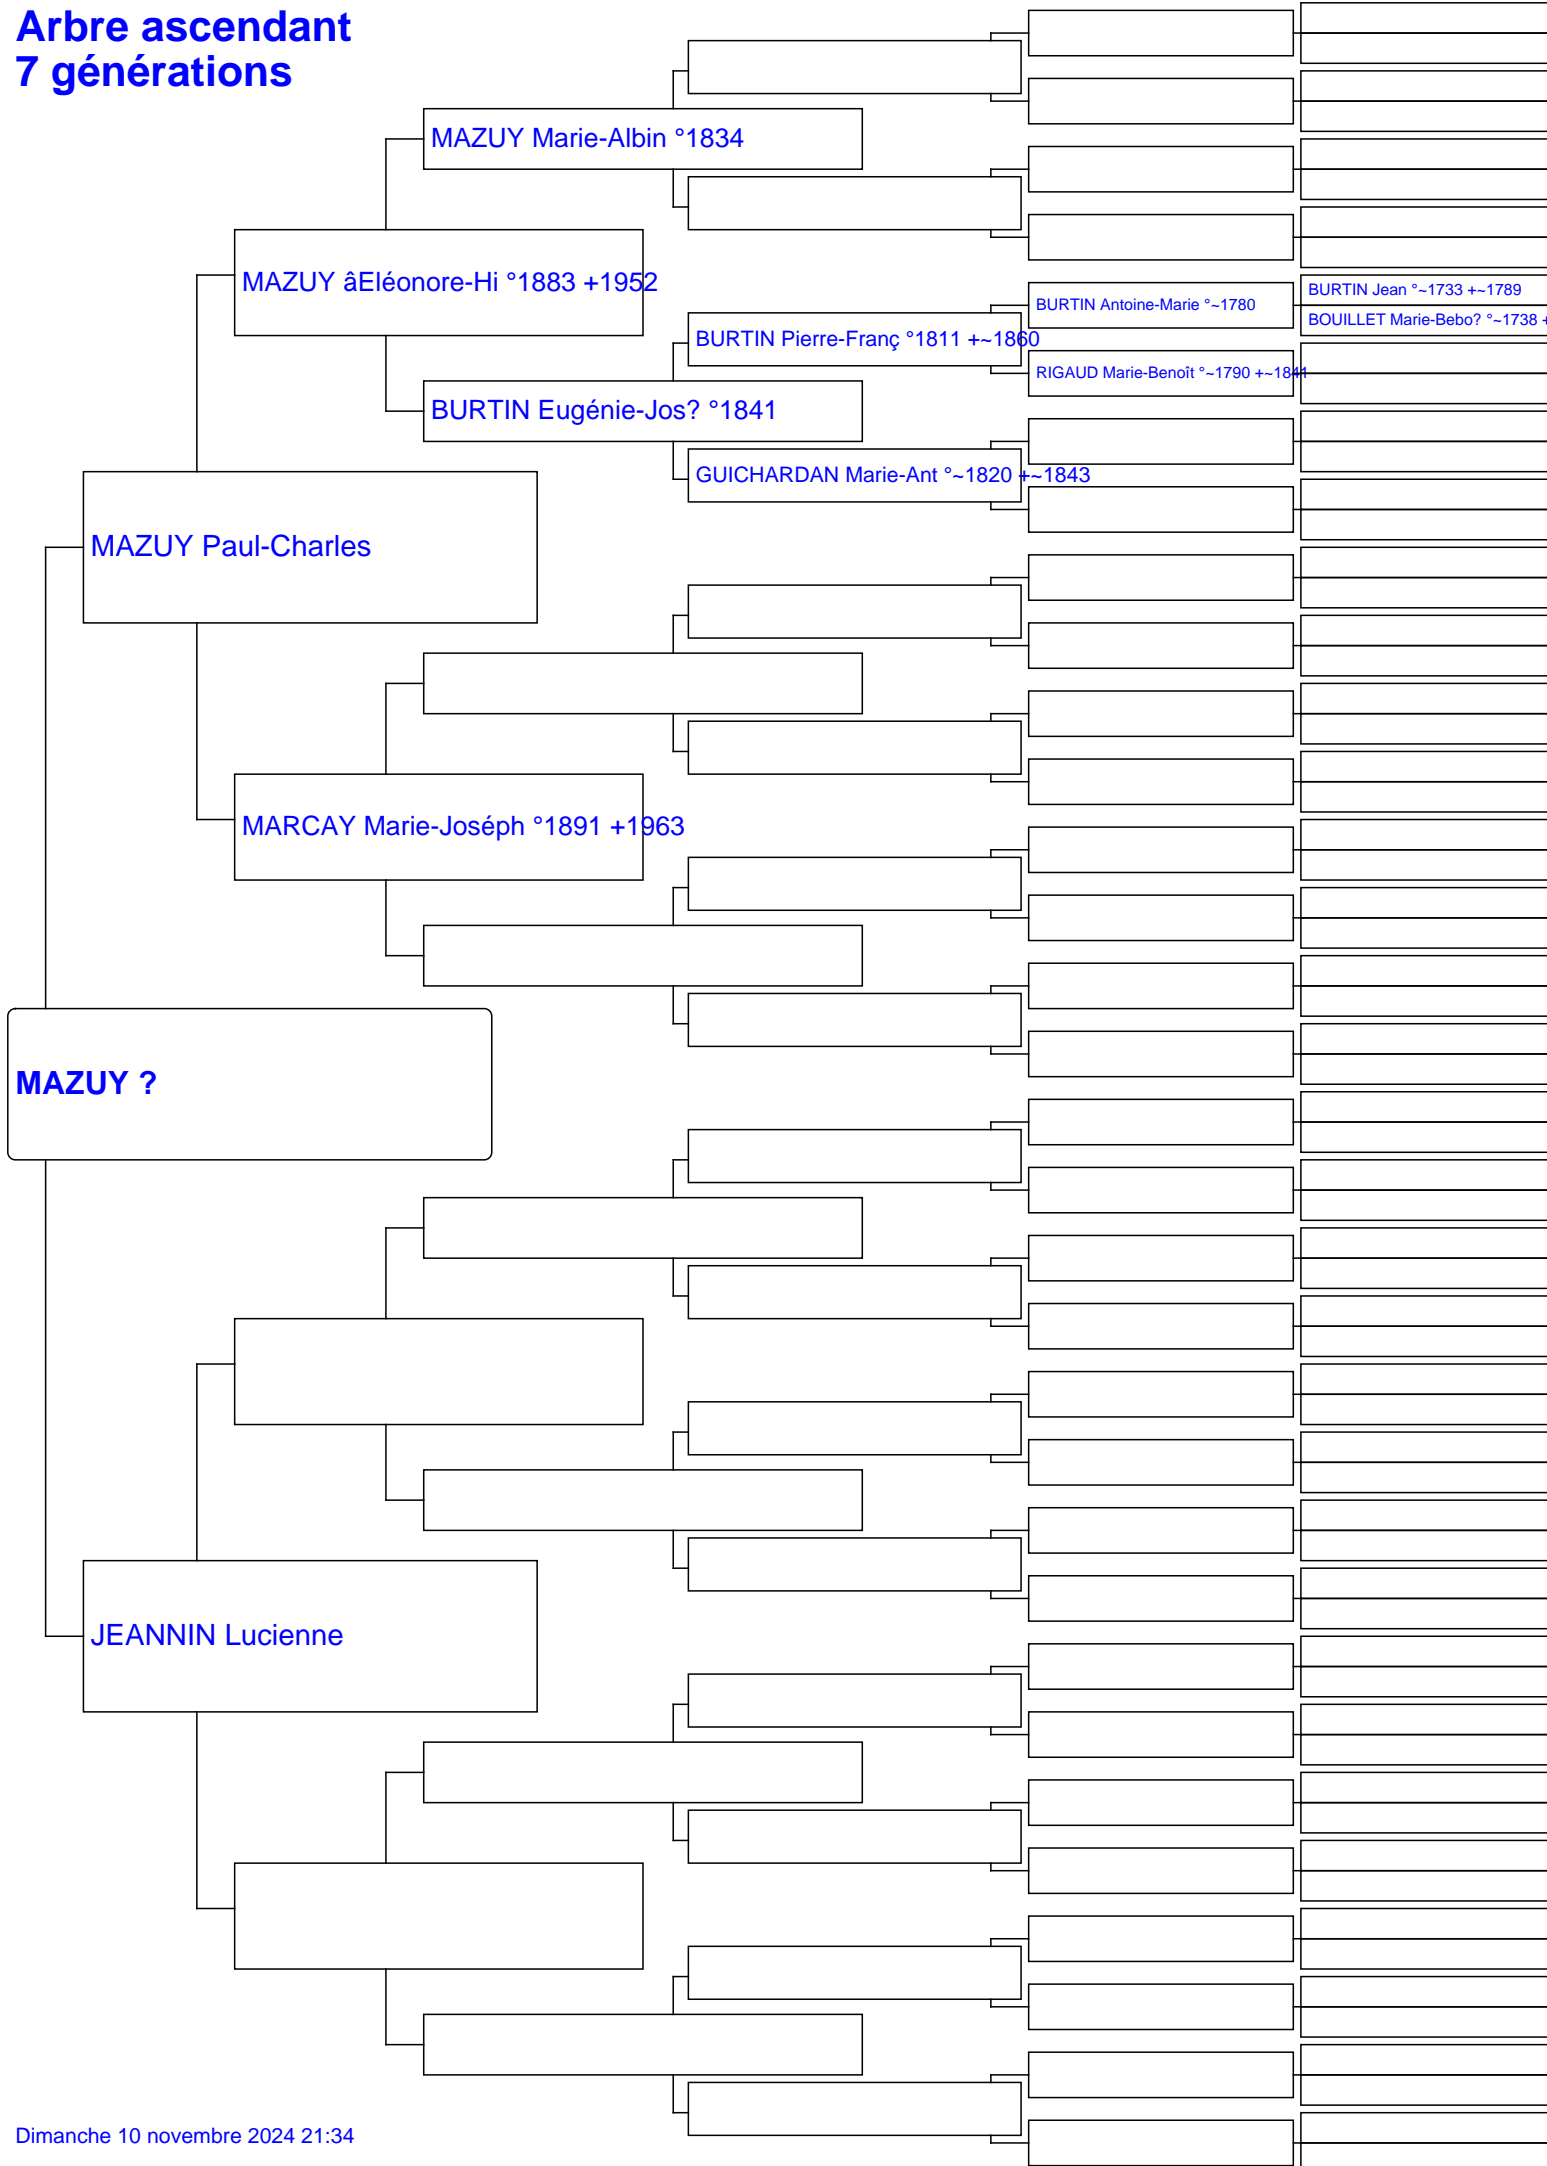 Arbre ascendant
7 générations
MAZUY Marie-Albin °1834
MAZUY âEléonore-Hi °1883 +1952
BURTIN Jean °~1733 +~1789
BURTIN Antoine-Marie °~1780
BOUILLET Marie-Bebo? °~1738 +
BURTIN Pierre-Franç °1811 +~1860
RIGAUD Marie-Benoît °~1790 +~1841
BURTIN Eugénie-Jos? °1841
GUICHARDAN Marie-Ant °~1820 +~1843
MAZUY Paul-Charles
MARCAY Marie-Joséph °1891 +1963
MAZUY ?
JEANNIN Lucienne
Dimanche 10 novembre 2024 21:34